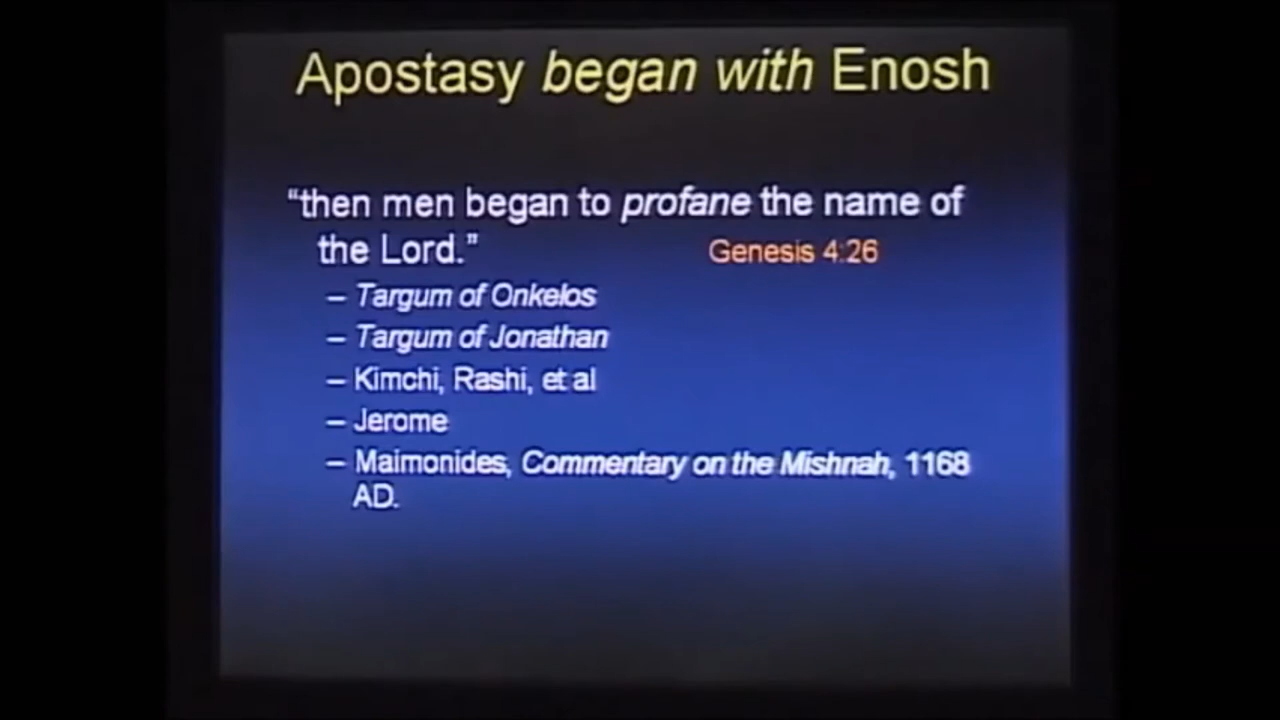 Apostasy began with Enosh
“then men began to profane the name of
the Lord.”
Genesis 4:26
– Targum of Onkelos
– Targum of Jonathan
– Kimchi, Rashi, et al
– Jerome
– Maimonides, Commentary on the Mishnah, 1168
AD.